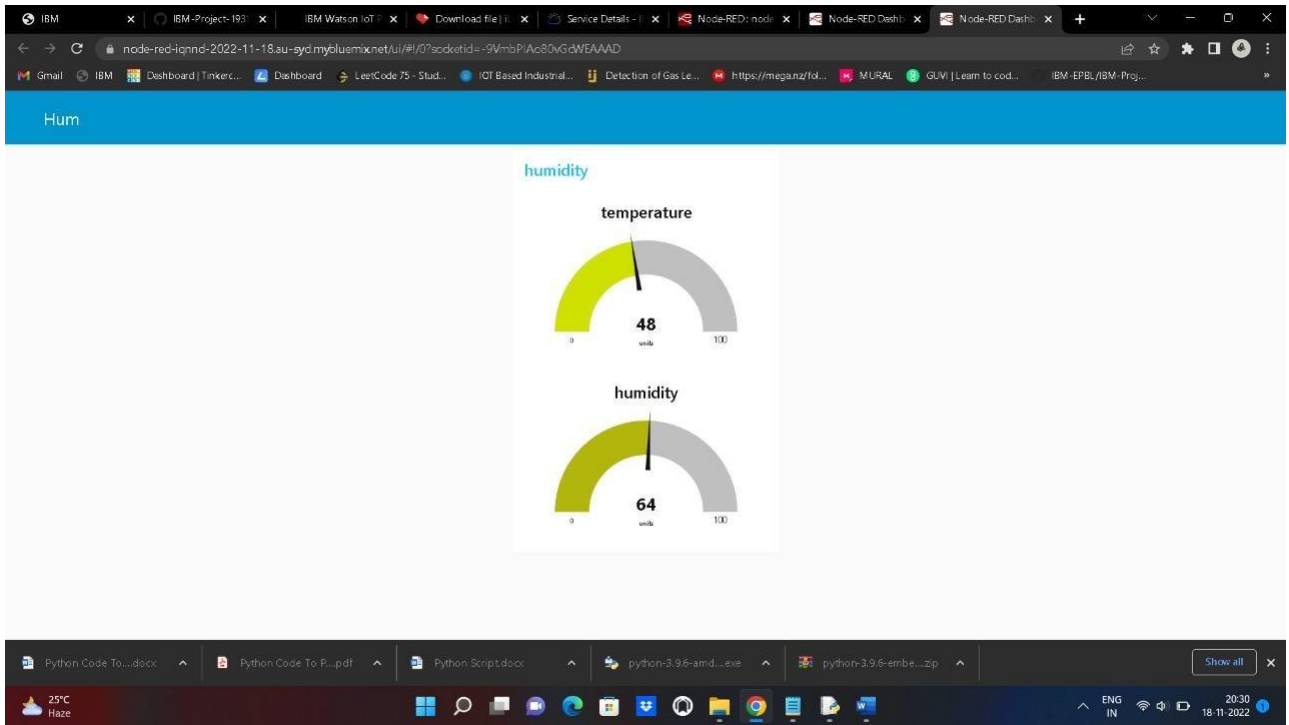 IBM
IBM-Project-193
IBM Watson IoT P
Download file | i
Service Details - I
Node-RED: node
Node-RED Dashb
Node-RED Dashb
node-red-iqnnd-2022-11-18.au-syd.mybluemix.net/ui/#!/0?socketid=-9VmbPlAc80vGdWEAAAD
Gmail
IBM
Dashboard | Tinkerc...
Dashboard
LeetCode 75 - Stud...
IOT Based Industrial...
Detection of Gas Le...
https://mega.nz/fol...
MURAL
GUVI | Learn to cod...
IBM-EPBL/IBM-Proj...
»
Hum
humidity
temperature
48
units
0
100
humidity
64
units
0
100
Python Code To....docx
Python Code To P....pdf
Python Script.docx
python-3.9.6-amd....exe
python-3.9.6-embe....zip
Show all
25°C
Haze
ENG
IN
20:30
18-11-2022
1